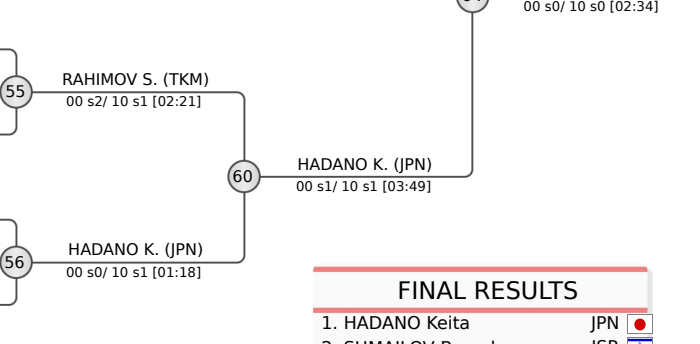 00 s0/ 10 s0 [02:34]
55
RAHIMOV S. (TKM)
00 s2/ 10 s1 [02:21]
60
HADANO K. (JPN)
00 s1/ 10 s1 [03:49]
56
HADANO K. (JPN)
00 s0/ 10 s1 [01:18]
FINAL RESULTS
1. HADANO Keita JPN